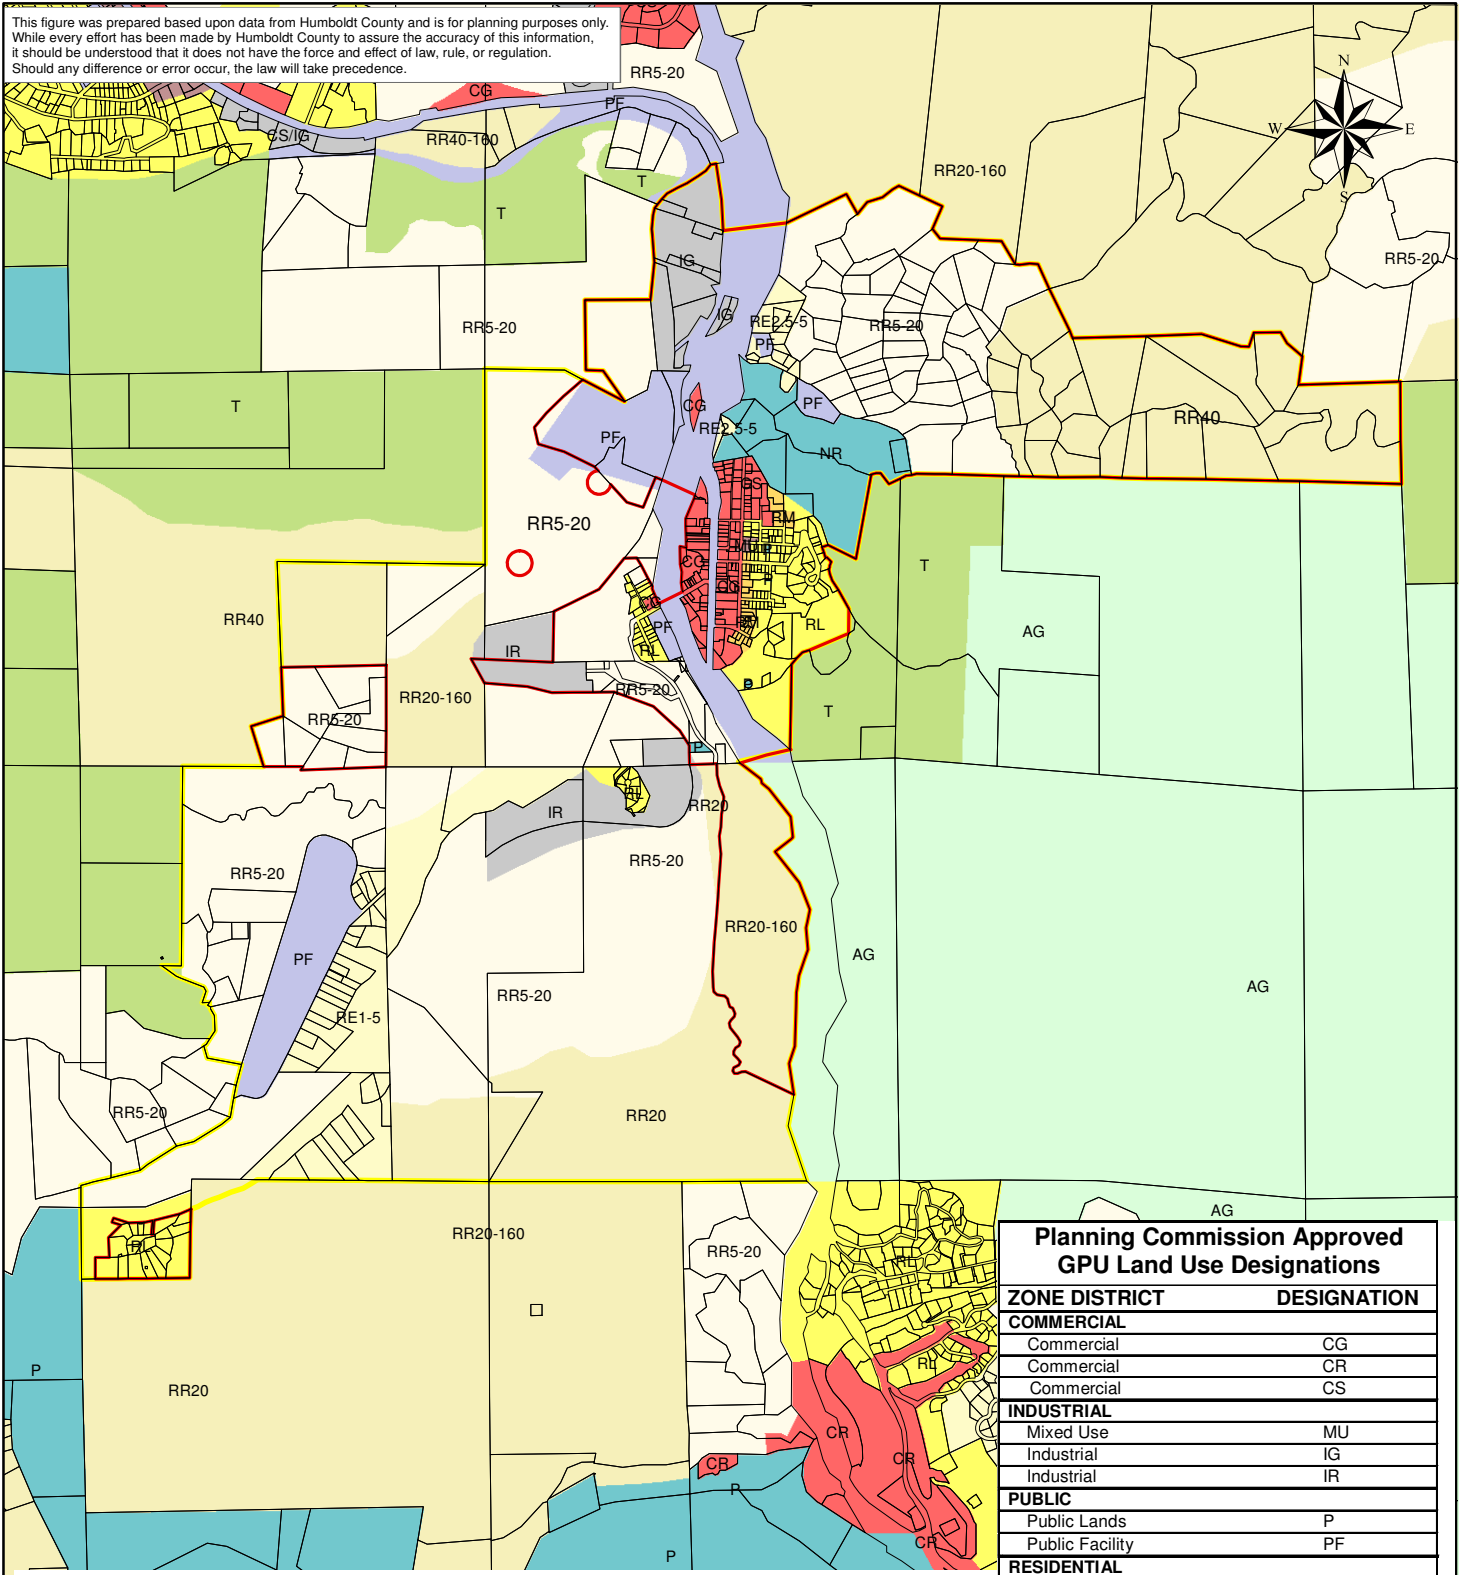 This figure was prepared based upon data from Humboldt County and is for planning purposes only.
While every effort has been made by Humboldt County to assure the accuracy of this information,
it should be understood that it does not have the force and effect of law, rule, or regulation.
Should any difference or error occur, the law will take precedence.
N
W E
S
RR5-20
CG
PF
CS/IG
RR40-160
RR20-160
T
T
RR5-20
IG
IG
RR5-20
RE2.5-5
RR5-20
PF
T
CG
PF
RR40
RE2.5-5
PF
NR
CS
RR5-20
RM
MU
P
CG
T
P
CG
CG
RR40
PF
RL
AG
RL
IR
RR5-20
RR20-160
P
RR5-20
T
P
RL
RR20
IR
RR5-20
RR5-20
RR20-160
AG
PF
AG
RR5-20
RE1-5
RR5-20
RR20
AG
RR20-160
RL
RR5-20
RL
P
RL
RR20
CR
CR
CR
P
CR
P
Planning Commission Approved
GPU Land Use Designations
ZONE DISTRICT DESIGNATION
COMMERCIAL
Commercial CG
Commercial CR
Commercial CS
INDUSTRIAL
Mixed Use MU
Industrial IG
Industrial IR
PUBLIC
Public Lands P
Public Facility PF
RESIDENTIAL